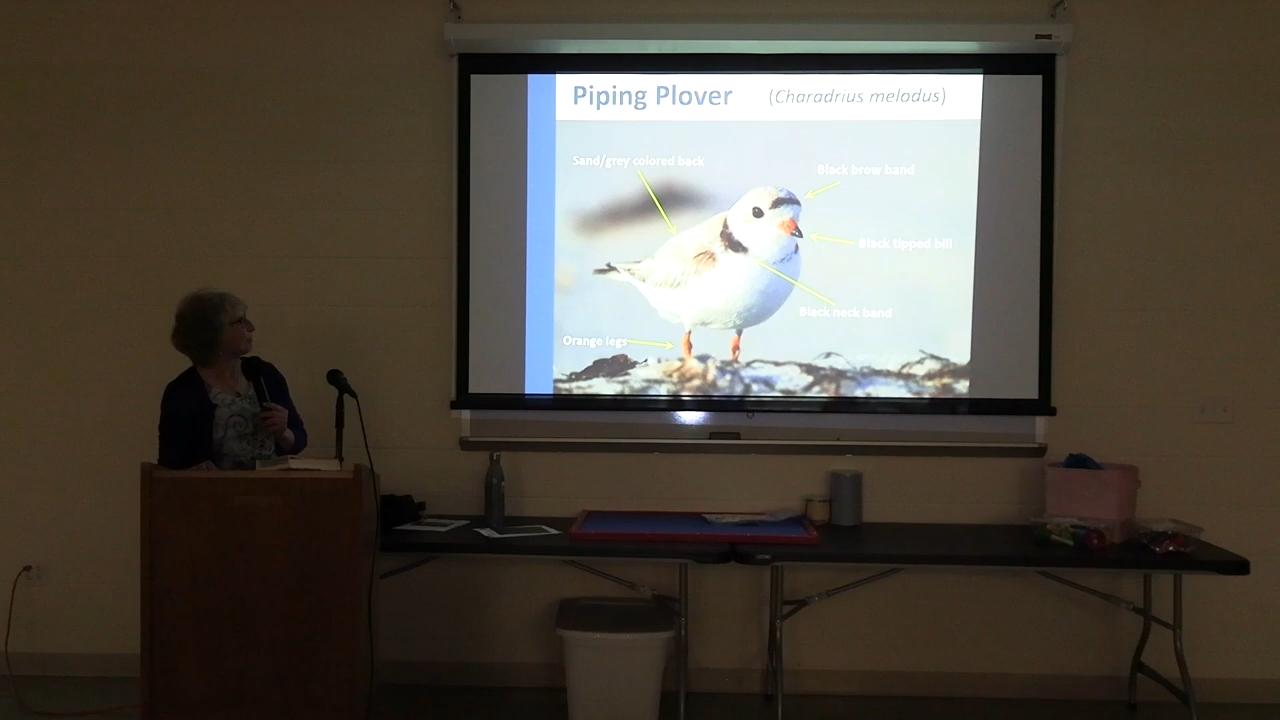 Piping Plover (Charadrius melodus)
Sand/grey colored back
Black brow band
Black tipped bill
Black neck band
Orange legs